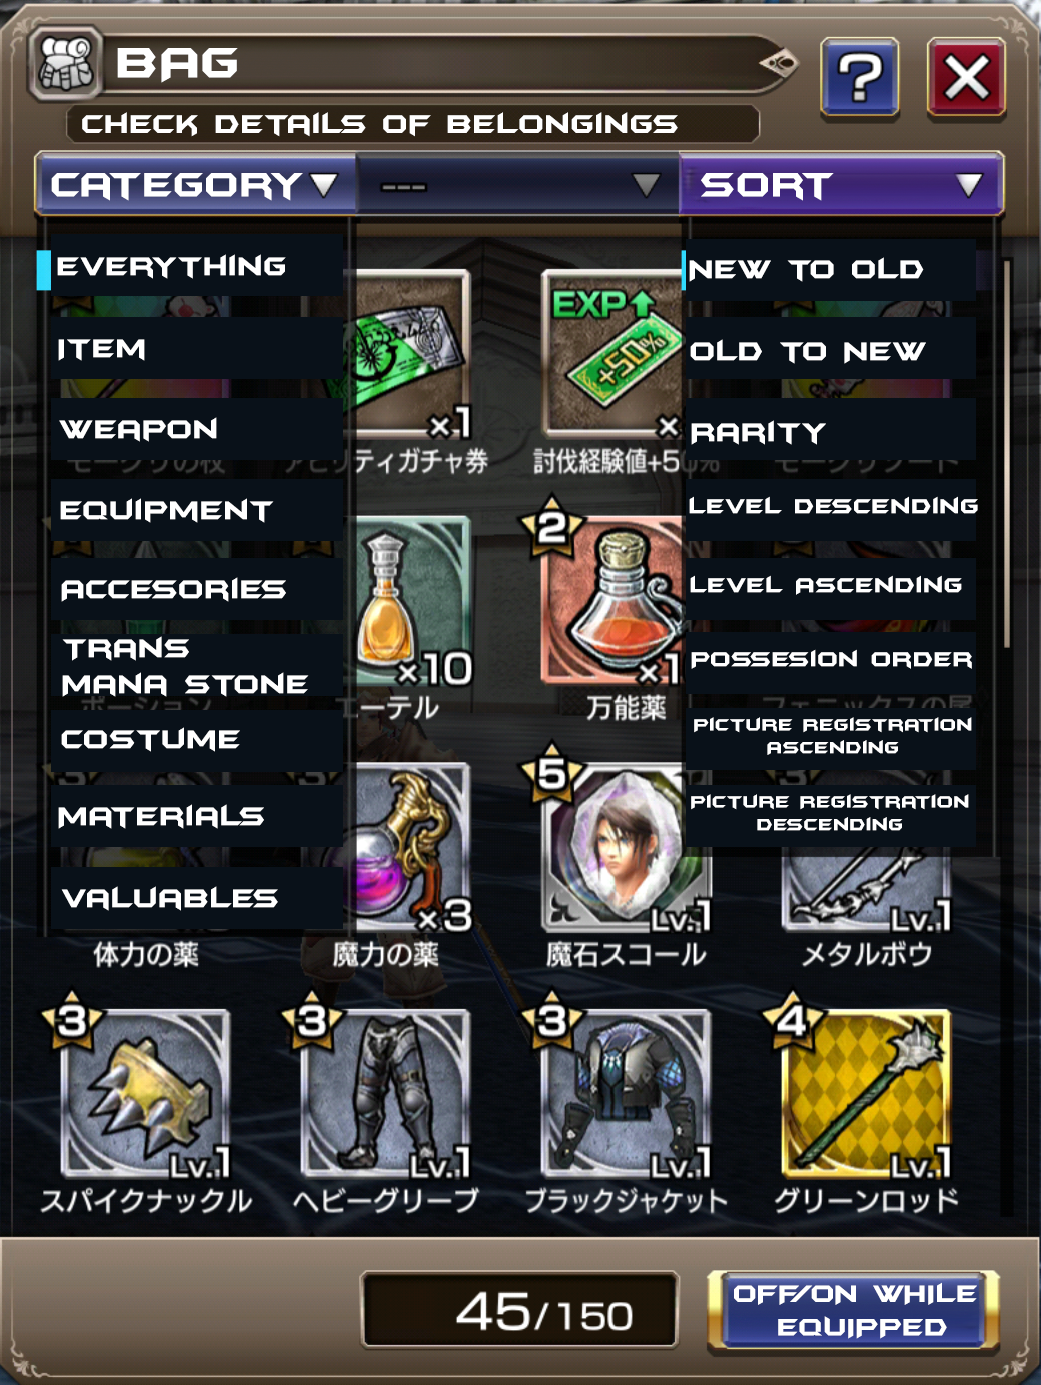 BAG
?
CHECK DETAILS OF BELONGINGS
CATEGORY
---
SORT
EVERYTHING
ITEM
WEAPON
EQUIPMENT
ACCESORIES
TRANS
MANA STONE
COSTUME
MATERIALS
VALUABLES
NEW TO OLD
OLD TO NEW
RARITY
LEVEL DESCENDING
LEVEL ASCENDING
POSSESION ORDER
PICTURE REGISTRATION
ASCENDING
PICTURE REGISTRATION
DESCENDING
×1
EXP
+50%
×
アビリティガチャ券
討伐経験値+50%
×10
2
×1
エーテル
万能薬
×3
5
Lv.1
Lv.1
体力の薬
魔力の薬
魔石スコール
メタルボウ
3
Lv.1
3
Lv.1
3
Lv.1
4
Lv.1
スパイクナックル
ヘビーグリーブ
ブラックジャケット
グリーンロッド
45/150
OFF/ON WHILE
EQUIPPED